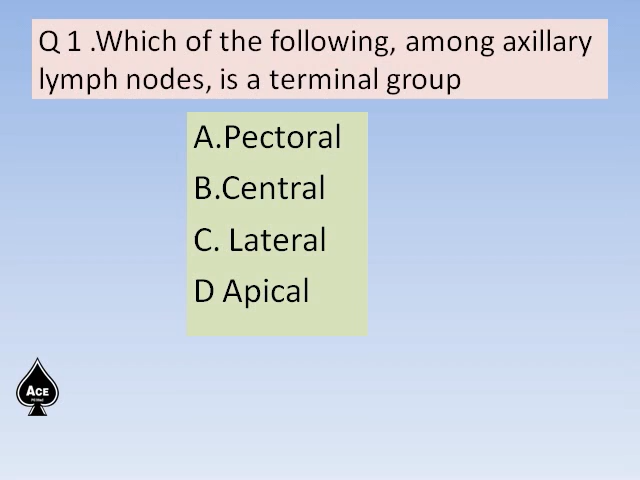 Q 1 .Which of the following, among axillary
lymph nodes, is a terminal group
A.Pectoral
B.Central
C. Lateral
D Apical
ACE